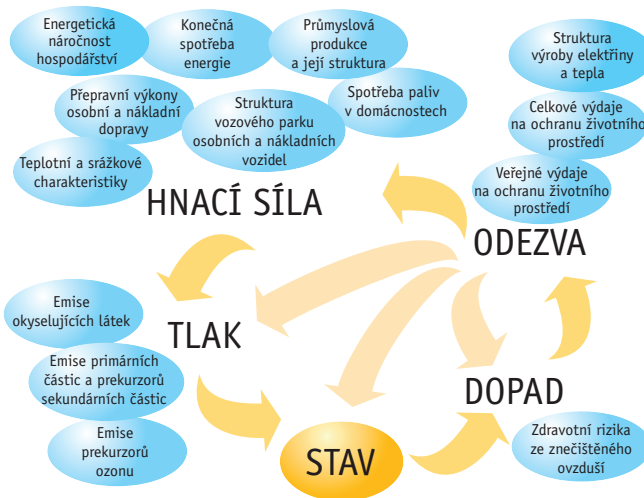 Energetická
náročnost
hospodářství
Konečná
spotřeba
energie
Průmyslová
produkce
a její struktura
Přepravní výkony
osobní a nákladní
dopravy
Struktura
vozového parku
osobních a nákladních
vozidel
Spotřeba paliv
v domácnostech
Teplotní a srážkové
charakteristiky
HNACÍ SÍLA
Struktura
výroby elektřiny
a tepla
Celkové výdaje
na ochranu životního
prostředí
Veřejné výdaje
na ochranu životního
prostředí
ODEZVA
Emise
okyselujících látek
TLAK
Emise primárních
částic a prekurzorů
sekundárních částic
Emise
prekurzorů
ozonu
STAV
DOPAD
Zdravotní rizika
ze znečištěného
ovzduší